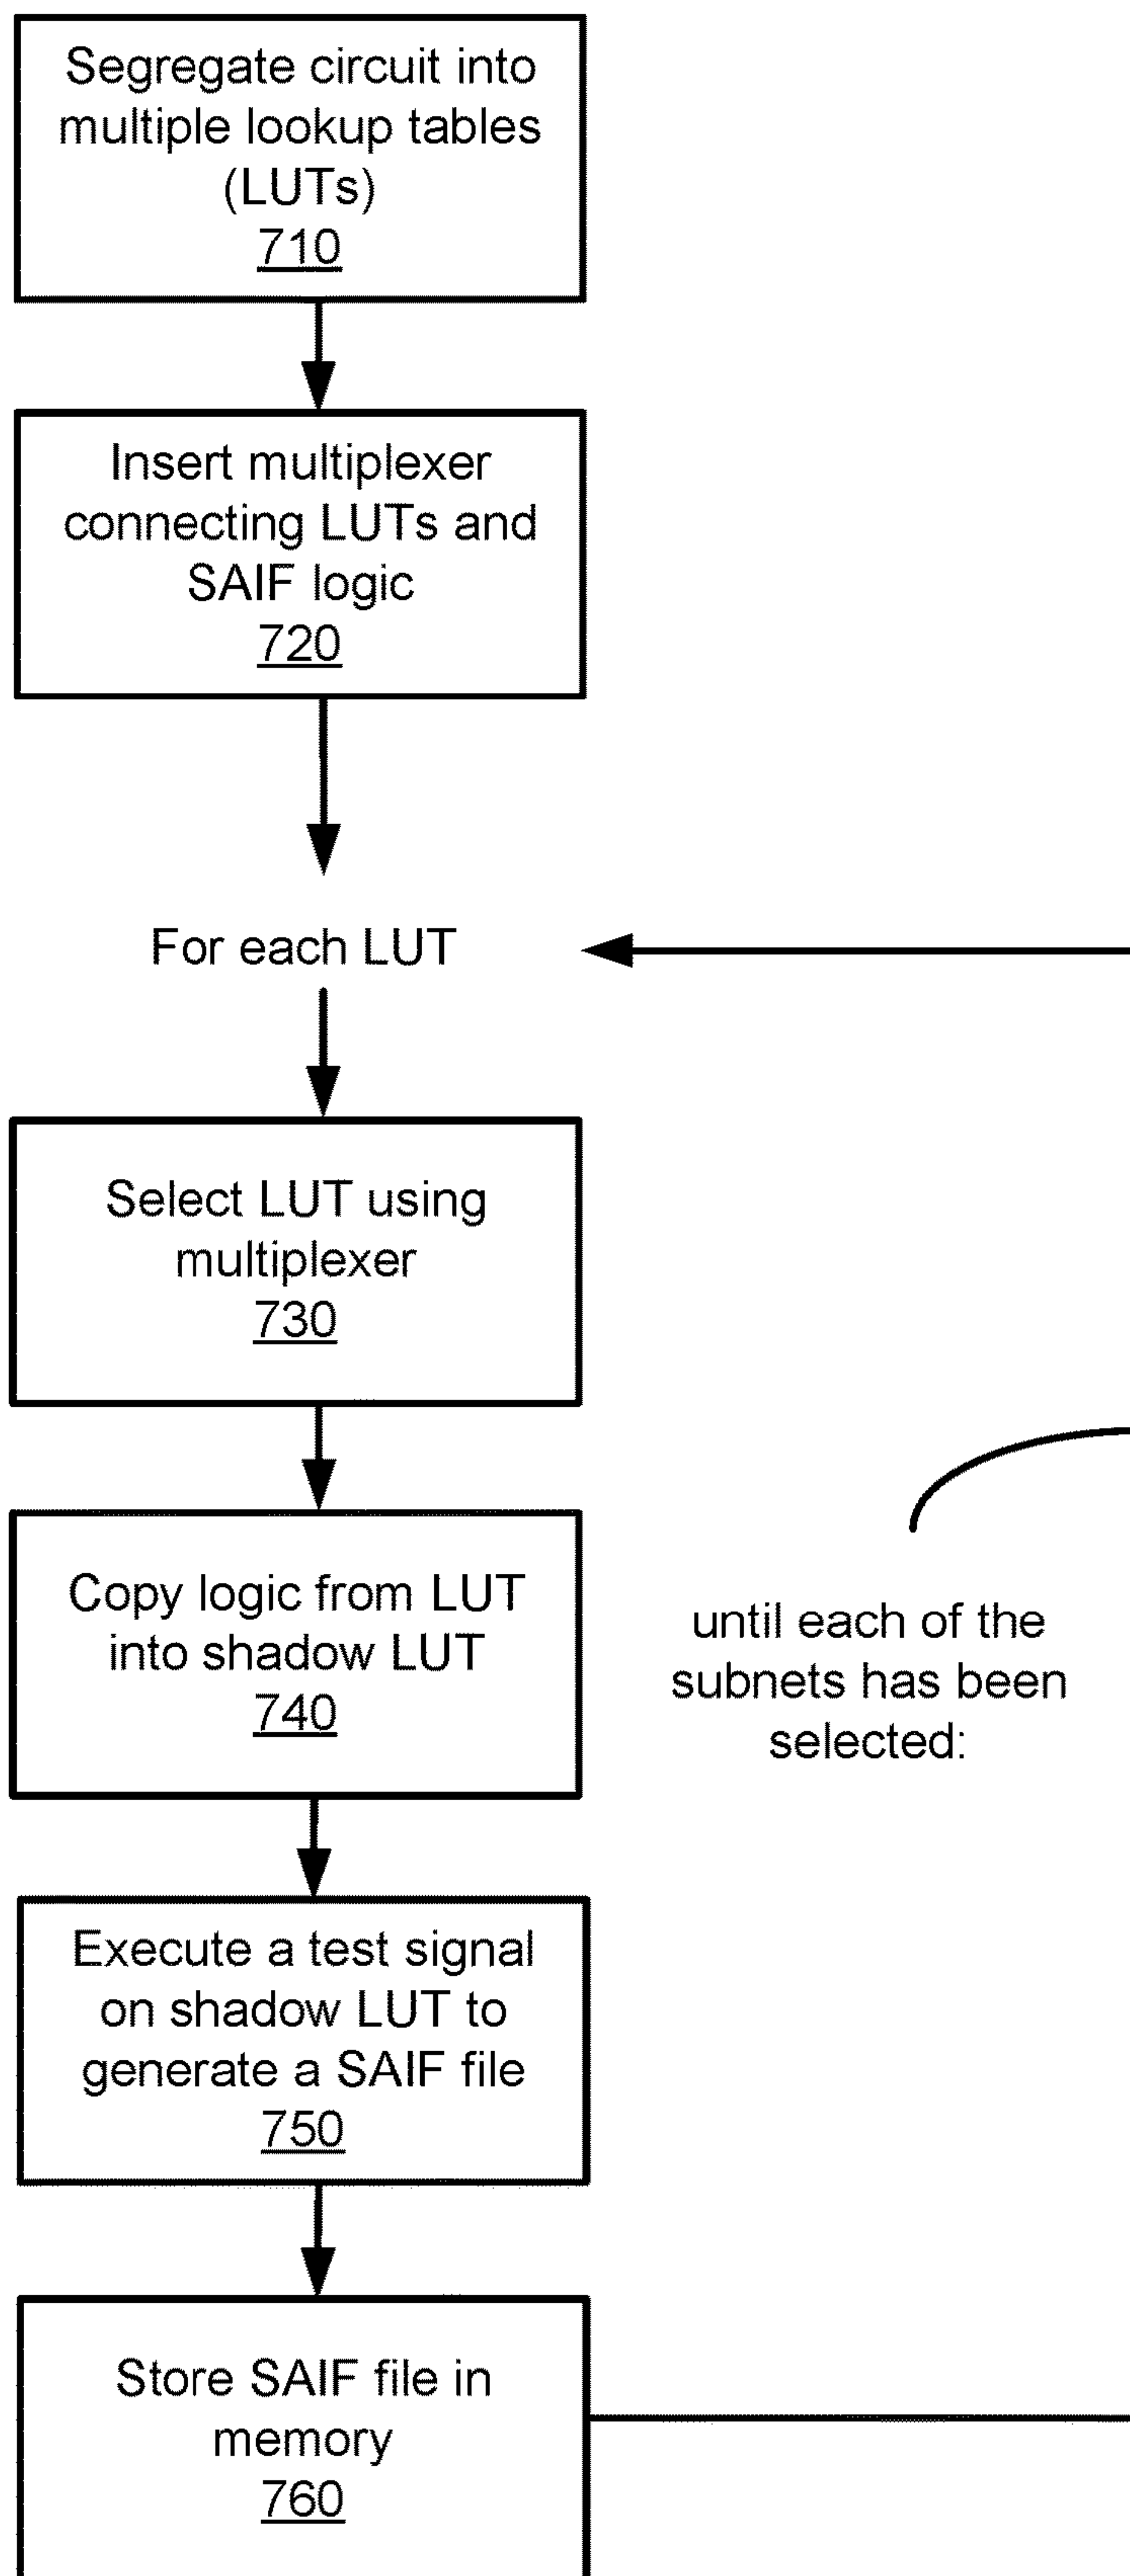 Segregate circuit into
multiple lookup tables
(LUTs)
710
Insert multiplexer
connecting LUTs and
SAIF logic
720
For each LUT
Select LUT using
multiplexer
730
Copy logic from LUT
into shadow LUT
740
until each of the
subnets has been
selected:
Execute a test signal
on shadow LUT to
generate a SAIF file
750
Store SAIF file in
memory
760